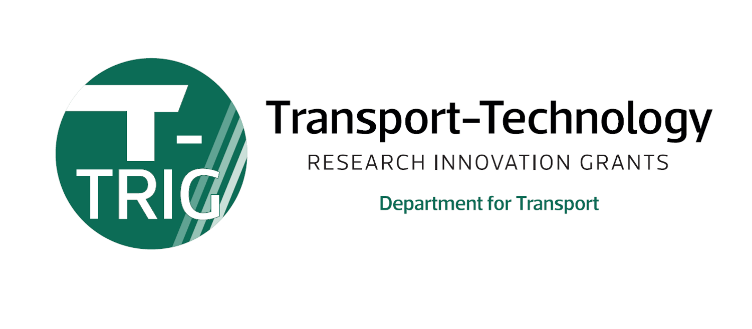 T-
TRIG
Transport-Technology
RESEARCH INNOVATION GRANTS
Department for Transport